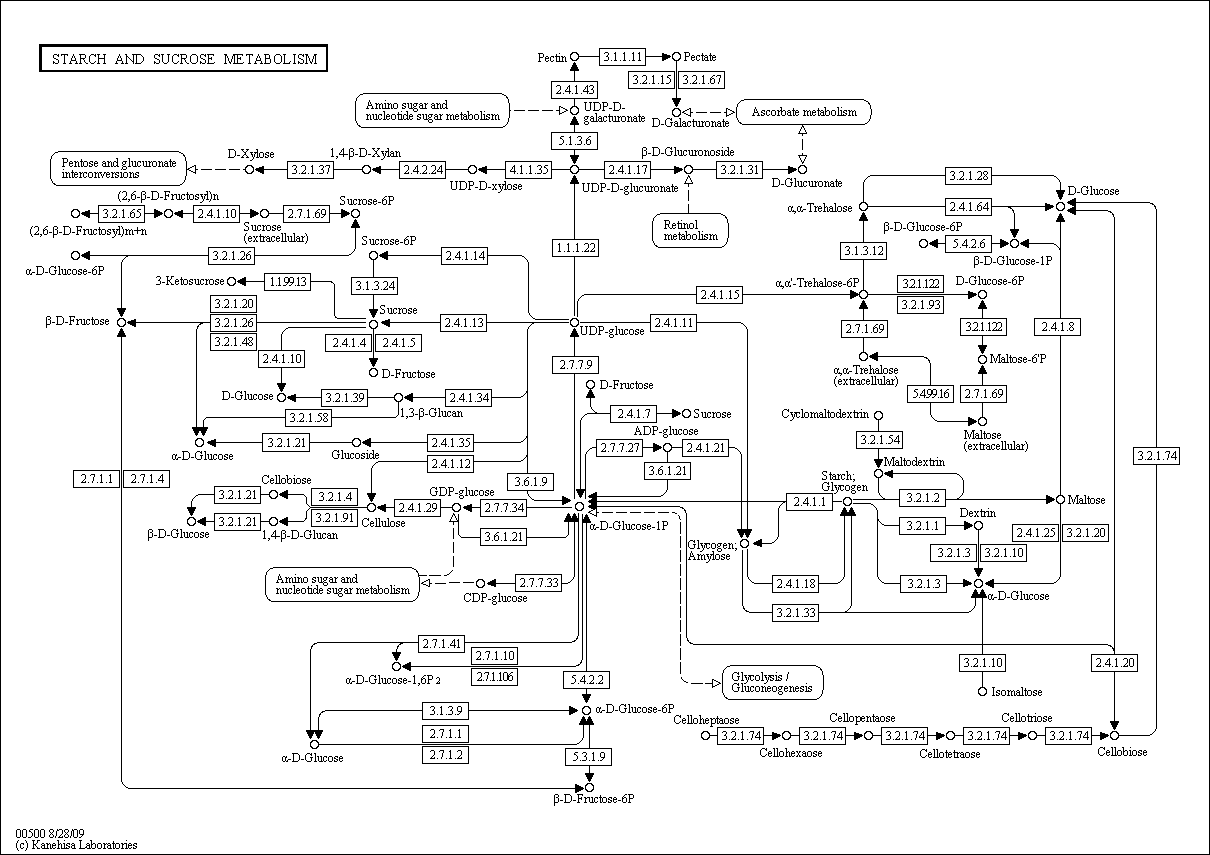 STARCH AND SUCROSE METABOLISM
Pectin
3.1.1.11
Pectate
3.2.1.15
3.2.1.67
2.4.1.43
Amino sugar and
nucleotide sugar metabolism
UDP-D-
galacturonate
D-Galacturonate
Ascorbate metabolism
5.1.3.6
Pentose and glucuronate
interconversions
D-Xylose
3.2.1.37
1,4-β-D-Xylan
2.4.2.24
UDP-D-xylose
4.1.1.35
UDP-D-glucuronate
2.4.1.17
β-D-Glucuronoside
3.2.1.31
D-Glucuronate
Retinol
metabolism
3.2.1.28
D-Glucose
α,α-Trehalose
2.4.1.64
β-D-Glucose-6P
5.4.2.6
β-D-Glucose-1P
3.1.3.12
(2,6-β-D-Fructosyl)n
3.2.1.65
2.4.1.10
2.7.1.69
Sucrose-6P
(2,6-β-D-Fructosyl)m+n
Sucrose
(extracellular)
α-D-Glucose-6P
3.2.1.26
Sucrose-6P
2.4.1.14
1.1.1.22
3-Ketosucrose
1.1.99.13
3.1.3.24
α,α'-Trehalose-6P
3.1.2.122
3.2.1.93
D-Glucose-6P
2.4.1.15
β-D-Fructose
3.2.1.20
3.2.1.26
3.2.1.48
Sucrose
2.4.1.13
UDP-glucose
2.4.1.11
2.7.1.69
3.2.1.122
2.4.1.8
2.4.1.4
2.4.1.5
2.4.1.10
D-Fructose
2.7.7.9
α,α-Trehalose
(extracellular)
Maltose-6'P
5.4.99.16
2.7.1.69
Maltose
(extracellular)
D-Glucose
3.2.1.39
2.4.1.34
1,3-β-Glucan
3.2.1.58
D-Fructose
2.4.1.7
Sucrose
Cyclomaltodextrin
3.2.1.54
α-D-Glucose
3.2.1.21
Glucoside
2.4.1.35
ADP-glucose
2.7.7.27
2.4.1.21
Maltodextrin
3.2.1.74
2.7.1.1
2.7.1.4
2.4.1.12
3.6.1.9
3.6.1.21
Starch;
Glycogen
Cellobiose
3.2.1.21
3.2.1.4
GDP-glucose
2.4.1.1
3.2.1.2
Maltose
3.2.1.21
3.2.1.91
Cellulose
2.4.1.29
2.7.7.34
α-D-Glucose-1P
3.2.1.1
Dextrin
β-D-Glucose
1,4-β-D-Glucan
3.6.1.21
Glycogen;
Amylose
3.2.1.3
3.2.1.10
2.4.1.25
3.2.1.20
Amino sugar and
nucleotide sugar metabolism
2.7.7.33
CDP-glucose
2.4.1.18
3.2.1.3
α-D-Glucose
3.2.1.33
2.7.1.41
2.7.1.10
2.7.1.106
α-D-Glucose-1,6P2
5.4.2.2
Glycolysis /
Gluconeogenesis
3.2.1.10
2.4.1.20
Isomaltose
3.1.3.9
α-D-Glucose-6P
2.7.1.1
2.7.1.2
α-D-Glucose
5.3.1.9
Celloheptaose
Cellopentaose
Cellotriose
3.2.1.74
3.2.1.74
3.2.1.74
3.2.1.74
3.2.1.74
Cellohexaose
Cellotetraose
Cellobiose
β-D-Fructose-6P
00500 8/28/09
(c) Kanehisa Laboratories